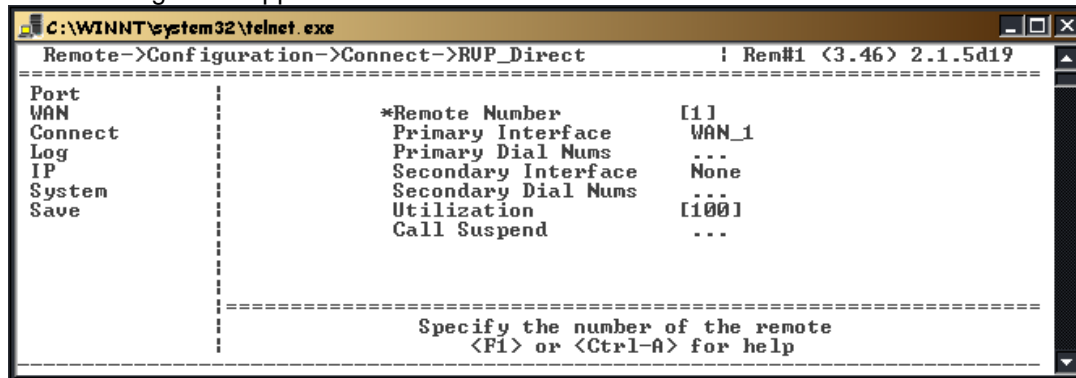 C:\WINNT\system32\telnet.exe
Remote->Configuration->Connect->RVP_Direct ¦ Rem#1 (3.46) 2.1.5d19
Port
WAN *Remote Number [1]
Connect Primary Interface WAN_1
Log Primary Dial Nums ...
IP Secondary Interface None
System Secondary Dial Nums ...
Save Utilization [100]
Call Suspend ...
Specify the number of the remote
<F1> or <Ctrl-A> for help